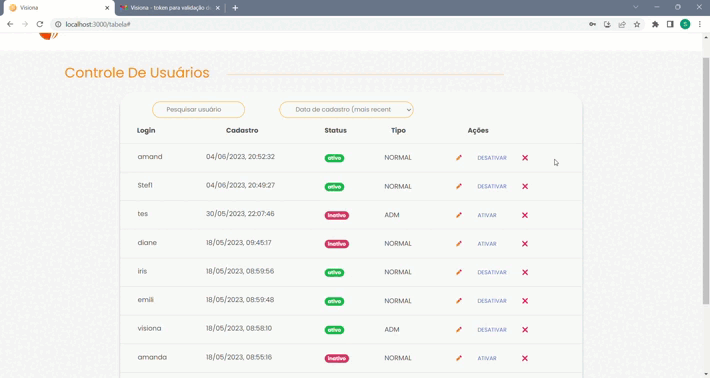 Visiona
Visiona - token para validação d
localhost:3000/tabela#
Controle De Usuários
Pesquisar usuário
Data de cadastro (mais recent
Login Cadastro Status Tipo Ações
amand 04/06/2023, 20:52:32 ativo NORMAL DESATIVAR
Stefl 04/06/2023, 20:49:27 ativo NORMAL DESATIVAR
tes 30/05/2023, 22:07:46 inativo ADM ATIVAR
diane 18/05/2023, 09:45:17 inativo NORMAL ATIVAR
iris 18/05/2023, 08:59:56 ativo NORMAL DESATIVAR
emili 18/05/2023, 08:59:48 ativo NORMAL DESATIVAR
visiona 18/05/2023, 08:58:10 ativo ADM DESATIVAR
amanda 18/05/2023, 08:55:16 inativo NORMAL ATIVAR